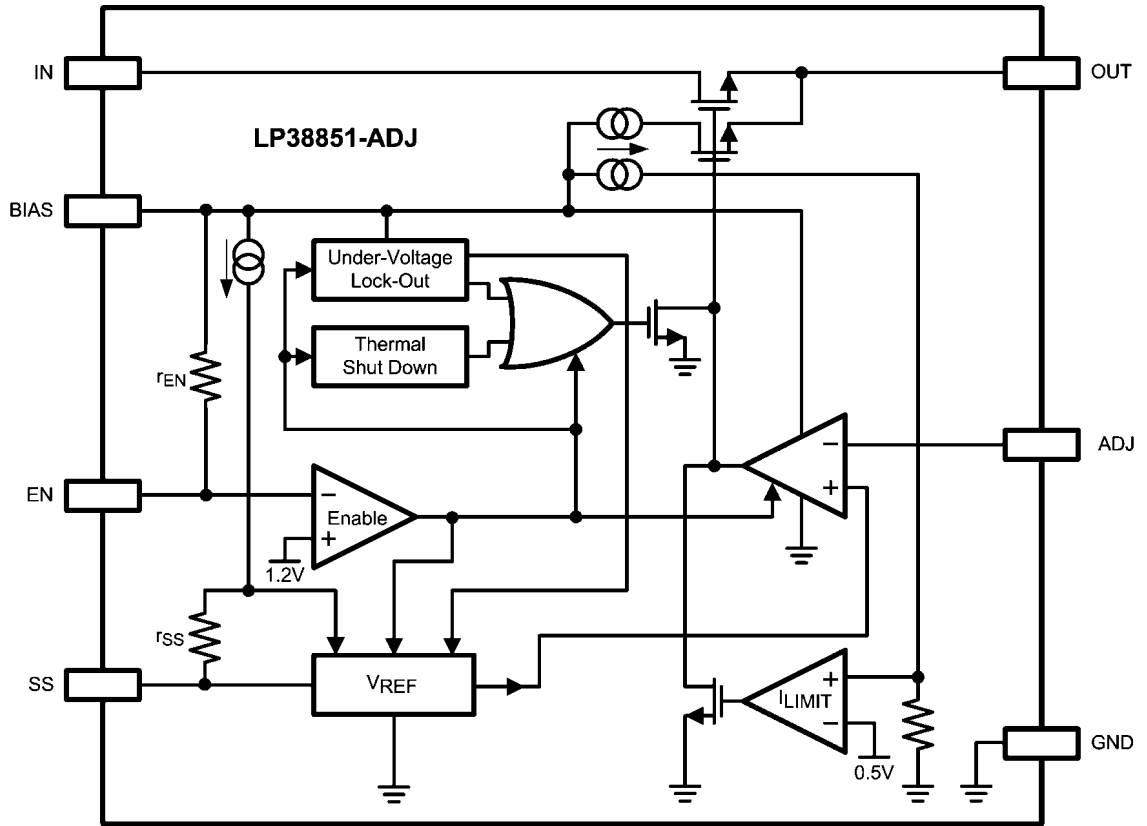 IN
OUT
LP38851-ADJ
BIAS
Under-Voltage
Lock-Out
Thermal
Shut Down
rEN
ADJ
EN
Enable
1.2V
rSS
SS
VREF
ILIMIT
0.5V
GND